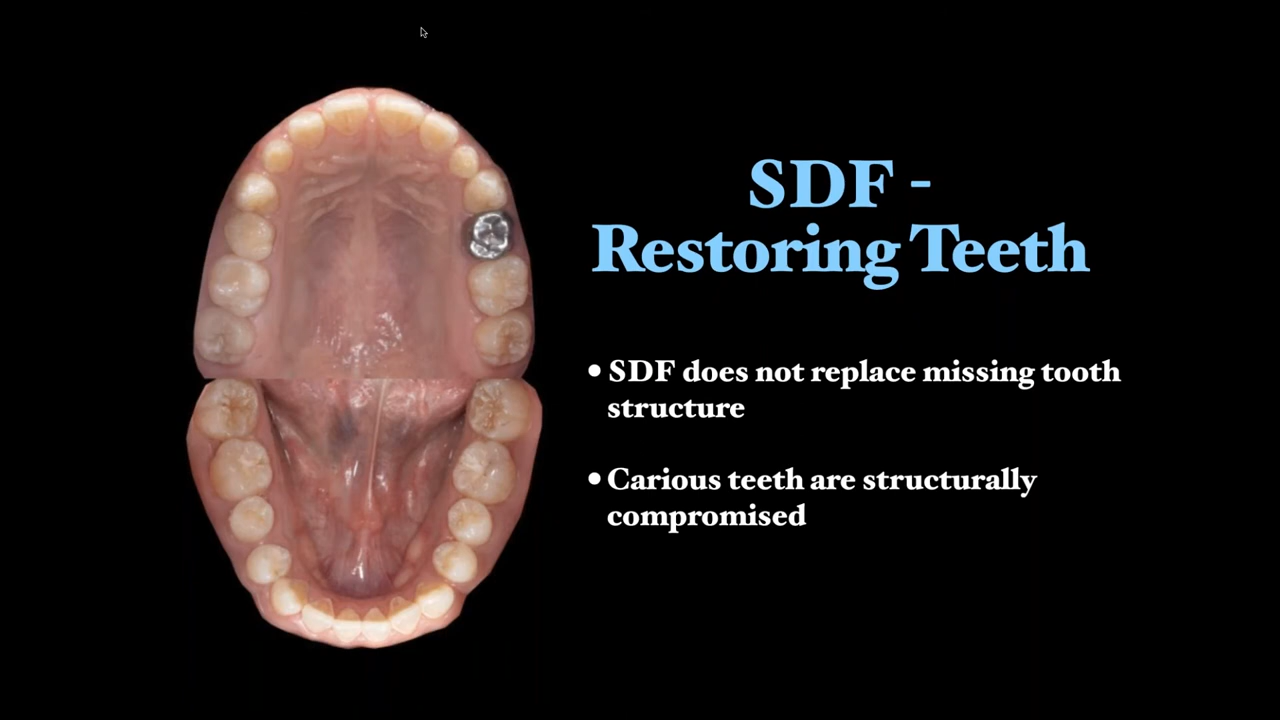 SDF -
Restoring Teeth
• SDF does not replace missing tooth
structure
• Carious teeth are structurally
compromised